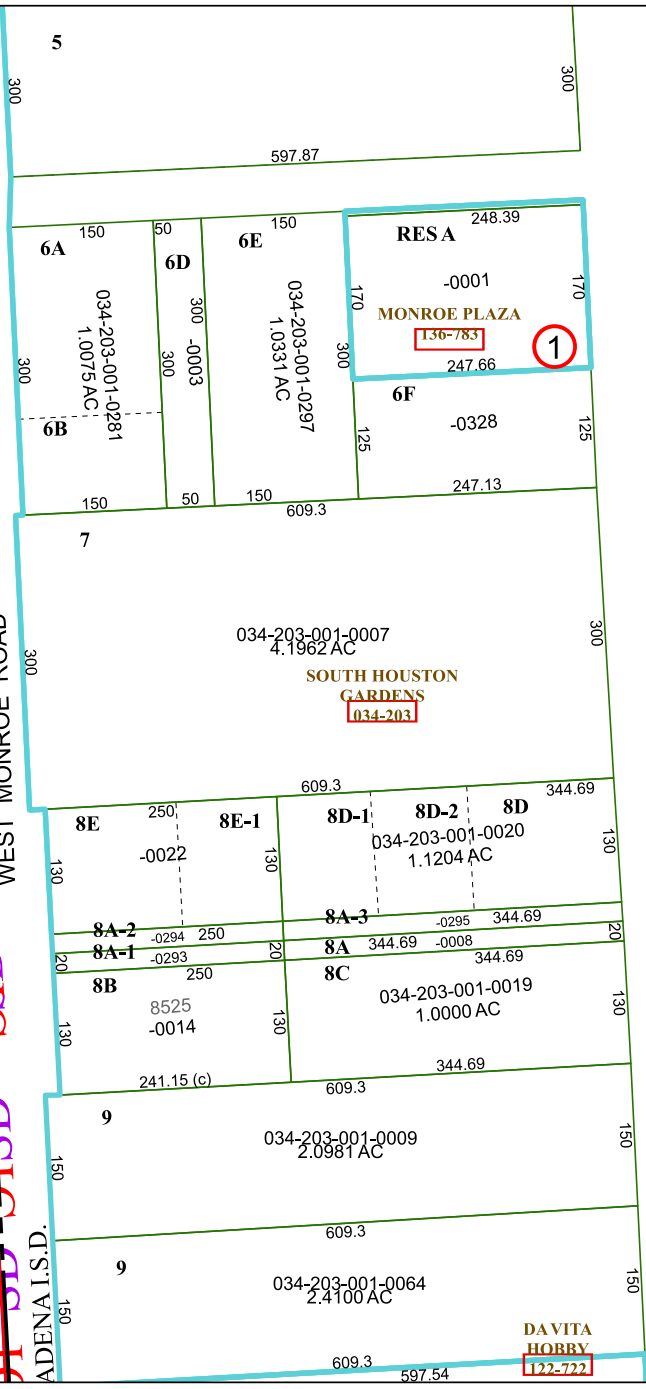 5
300
300
597.87
150
50
150
248.39
6A
6D
6E
RES A
-0001
170
170
MONROE PLAZA
136-783
1
247.66
034-203-001-0281
1.0075 AC
300
300
300
-0003
034-203-001-0297
1.0331 AC
300
6B
6F
-0328
125
125
150
50
150
247.13
609.3
7
034-203-001-0007
4.1962 AC
300
300
SOUTH HOUSTON
GARDENS
034-203
WEST MONROE ROAD
609.3
344.69
250
8E
8E-1
8D-1
8D-2
8D
-0022
034-203-001-0020
1.1204 AC
130
130
130
8A-2
-0294
250
8A-3
-0295
344.69
8A-1
-0293
8A
344.69
-0008
20
20
20
250
344.69
8B
8C
8525
-0014
034-203-001-0019
1.0000 AC
130
130
130
241.15 (c)
344.69
609.3
9
034-203-001-0009
2.0981 AC
150
150
609.3
9
034-203-001-0064
2.4100 AC
150
150
ADENA I.S.D.
DAVITA
HOBBY
122-722
609.3
597.54